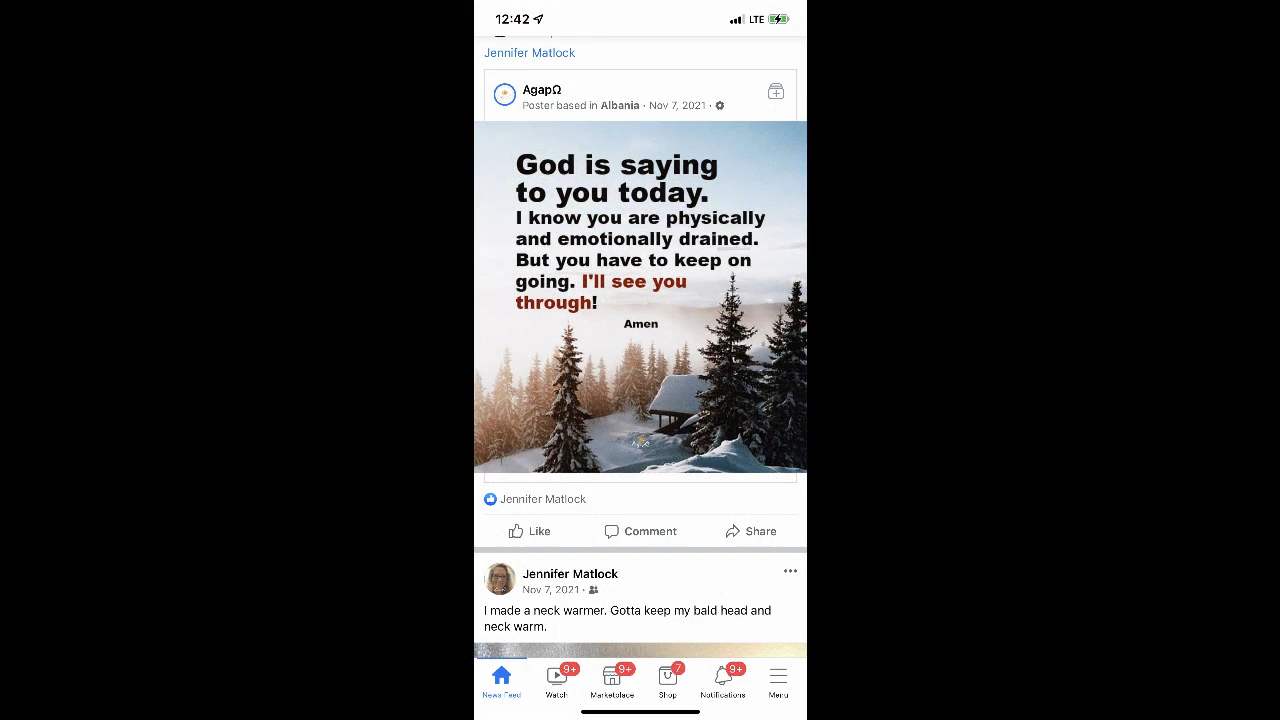 12:42
LTE
Jennifer Matlock
AgapΩ
Poster based in Albania · Nov 7, 2021 ·
God is saying
to you today.
I know you are physically
and emotionally drained.
But you have to keep on
going. I'll see you
through!
Amen
Jennifer Matlock
Like Comment Share
Jennifer Matlock
Nov 7, 2021 ·
I made a neck warmer. Gotta keep my bald head and
neck warm.
9+ 9+ 7 9+
News Feed Watch Marketplace Shop Notifications Menu